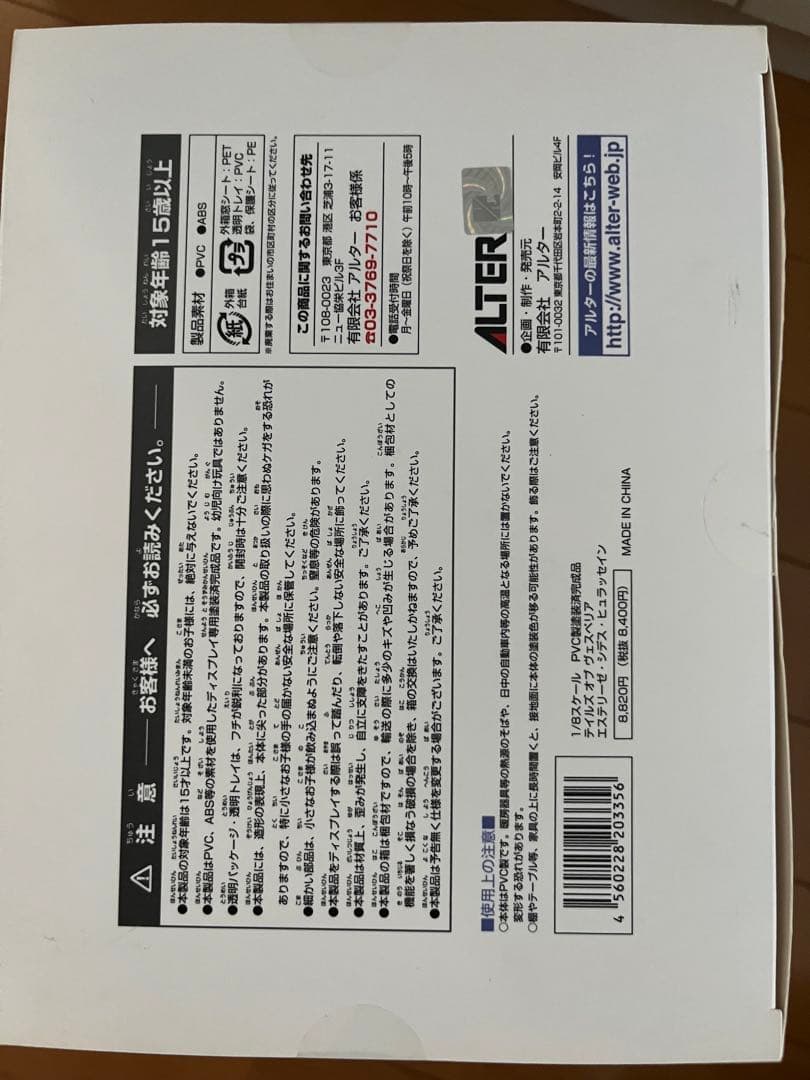 ⚠注意 お客様へ 必ずお読みください。
●本製品の対象年齢は15才以上です。対象年齢未満のお子様には、絶対に与えないでください。
●本製品はPVC、ABS等の素材を使用したディスプレイ専用塗装済完成品です。幼児向け玩具ではありません。
●透明パッケージ・透明トレイは、フチが鋭利になっておりますので、開封時は十分ご注意ください。
●本製品には、造形の表現上、本体に尖った部分があります。本製品の取り扱いの際に思わぬケガをする恐れが
ありますので、特に小さなお子様の手の届かない安全な場所に保管してください。
●細かい部品は、小さなお子様が飲み込まぬようにご注意ください。窒息等の危険があります。
●本製品をディスプレイする際は誤って踏んだり、転倒や落下しない安全な場所に飾ってください。
●本製品は材質上、歪みが発生し、自立に支障をきたすことがあります。ご了承ください。
●本製品の箱は梱包材ですので、輸送の際に多少のキズや凹みが生じる場合があります。梱包材としての
機能を著しく損なう破損の場合を除き、箱の交換はいたしかねますので、予めご了承ください。
●本製品は予告無く仕様を変更する場合がございます。ご了承ください。
■使用上の注意■
○本体はPVC製です。暖房器具等の熱源のそばや、日中の自動車内等の高温となる場所には置かないでください。
変形する恐れがあります。
○棚やテーブル等、家具の上に長時間置くと、接地面に本体の塗装色が移る可能性があります。飾る際はご注意ください。
4 560228 203356
1/8スケール PVC製塗装済完成品
テイルズ オブ ヴェスペリア
エステリーゼ・シデス・ヒュラッセイン
8,820円（税抜 8,400円）
MADE IN CHINA
対象年齢15歳以上
製品素材 ●PVC ●ABS
紙 外箱
台紙
プラ 外箱窓シート：PET
透明トレイ：PVC
袋、保護シート：PE
※廃棄する際はお住まいの市区町村の区分に従ってください。
この商品に関するお問い合わせ先
〒108-0023 東京都 港区 芝浦3-17-11
ニュー協栄ビル3F
有限会社 アルター お客様係
☎03-3769-7710
●電話受付時間
月～金曜日（祝祭日を除く）午前10時～午後5時
ALTER
●企画・制作・発売元
有限会社 アルター
〒101-0032 東京都千代田区岩本町2-2-14 安岡ビル4F
アルターの最新情報はこちら！
http://www.alter-web.jp